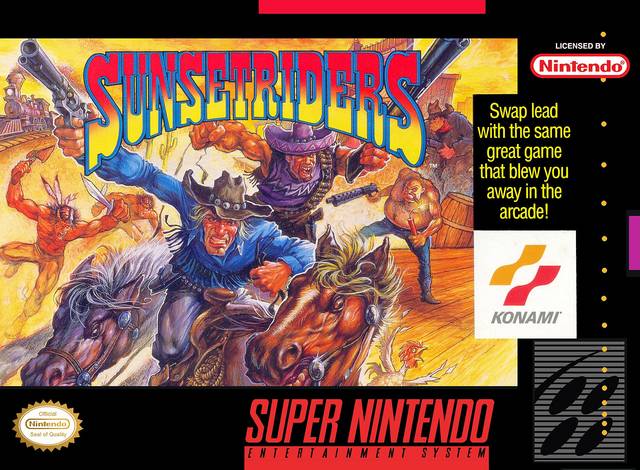 SUNSETRIDERS
TM
LICENSED BY
Nintendo®
Swap lead
with the same
great game
that blew you
away in the
arcade!
KONAMI®
Official
Nintendo
Seal of Quality
SUPER NINTENDO
ENTERTAINMENT SYSTEM